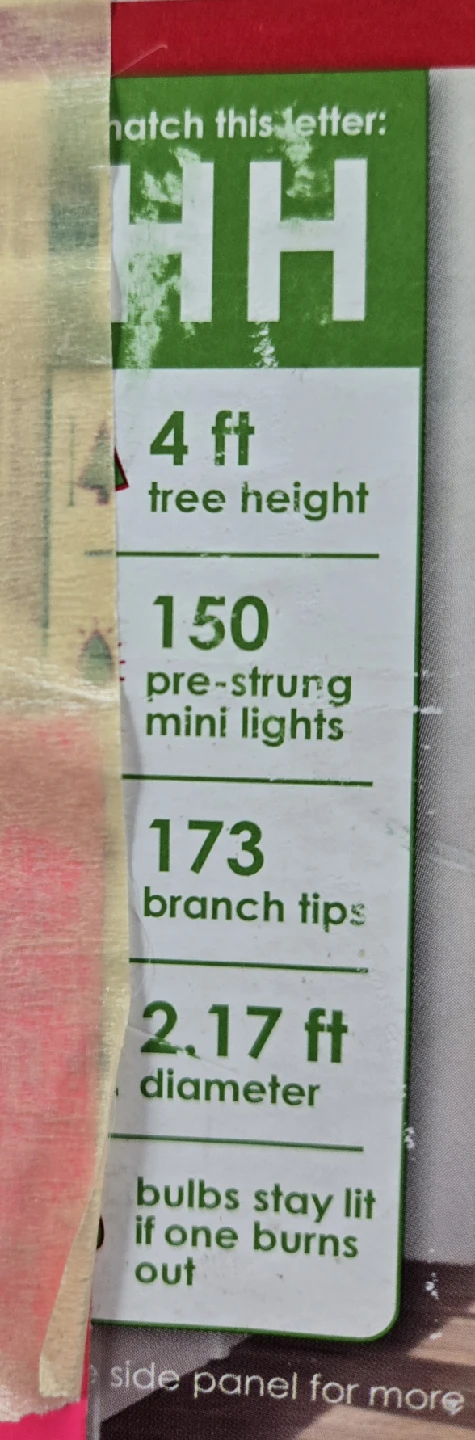 this letter:
HH
4 ft
tree height
150
pre-strung
mini lights
173
branch tips
2.17 ft
diameter
bulbs stay lit
if one burns
out
side panel for more